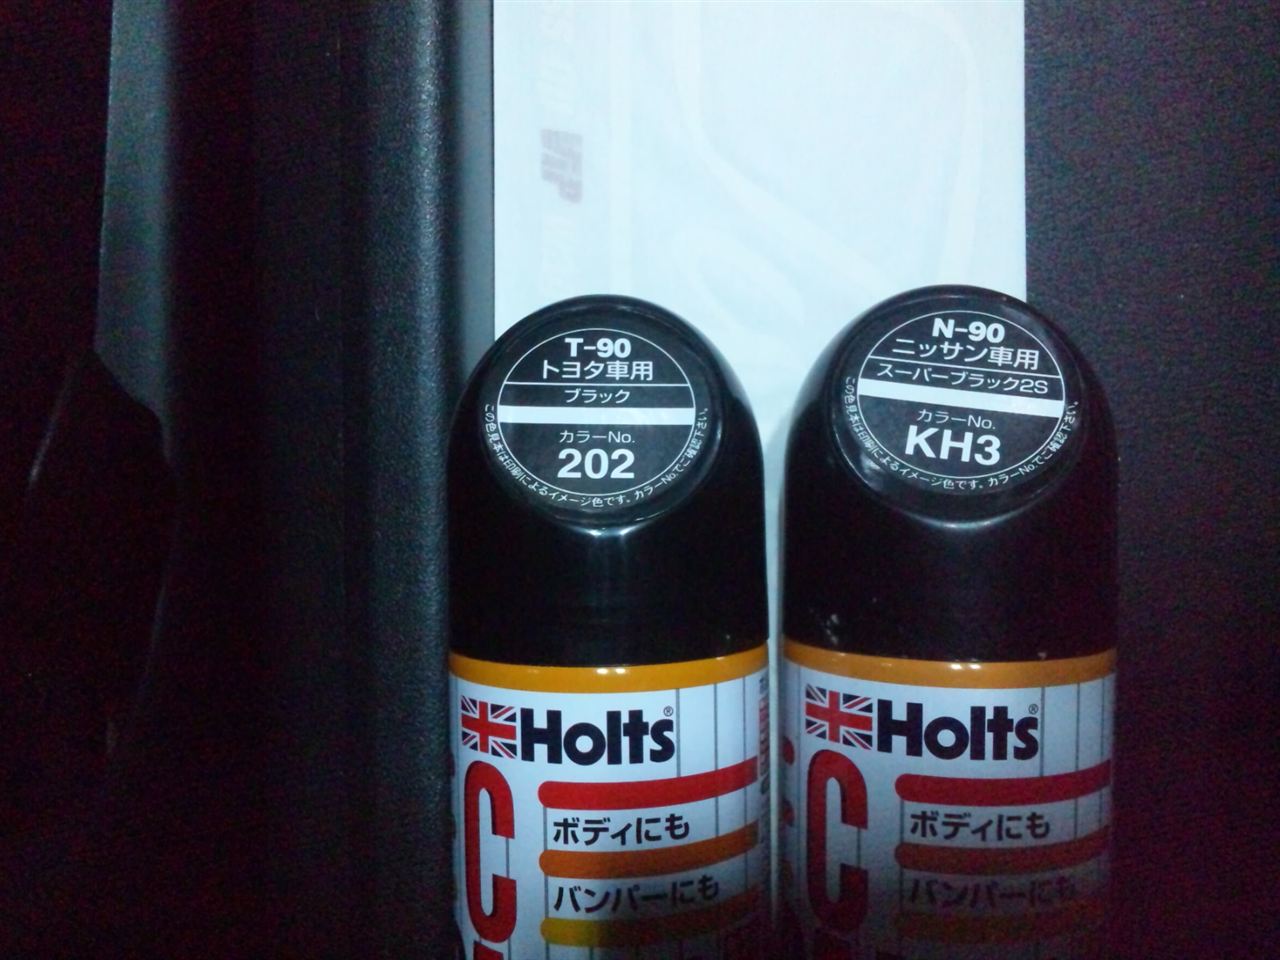 T-90
トヨタ車用
ブラック
カラーNo.
202
この色見本は印刷によるイメージ色です。カラーNo.でご確認下さい。
Holts®
ボディにも
バンパーにも
N-90
ニッサン車用
スーパーブラック2S
カラーNo.
KH3
この色見本は印刷によるイメージ色です。カラーNo.でご確認下さい。
Holts®
ボディにも
バンパーにも